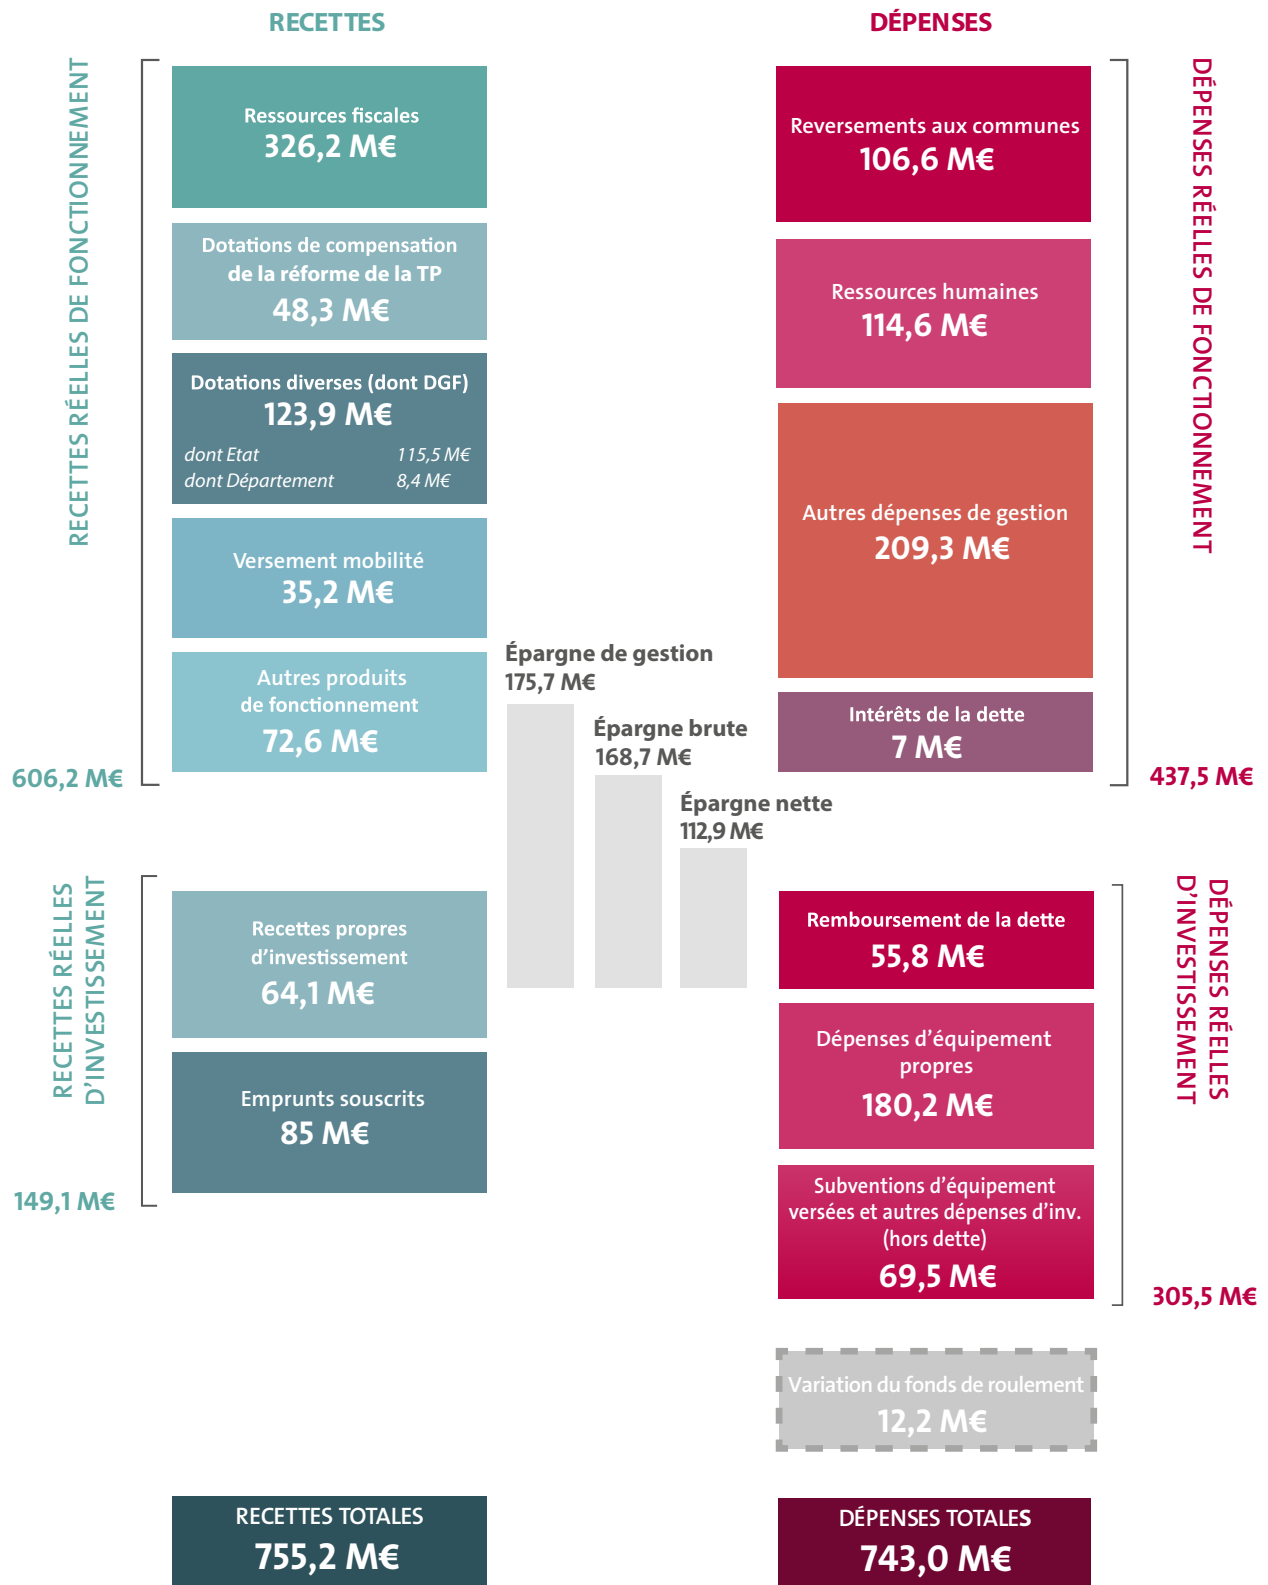 RECETTES
RECETTES RÉELLES DE FONCTIONNEMENT
Ressources fiscales
326,2 M€
Dotations de compensation
de la réforme de la TP
48,3 M€
Dotations diverses (dont DGF)
123,9 M€
dont Etat 115,5 M€
dont Département 8,4 M€
Versement mobilité
35,2 M€
Autres produits
de fonctionnement
72,6 M€
606,2 M€
RECETTES RÉELLES
D’INVESTISSEMENT
Recettes propres
d’investissement
64,1 M€
Emprunts souscrits
85 M€
149,1 M€
RECETTES TOTALES
755,2 M€
Épargne de gestion
175,7 M€
Épargne brute
168,7 M€
Épargne nette
112,9 M€
DÉPENSES
DÉPENSES RÉELLES DE FONCTIONNEMENT
Reversements aux communes
106,6 M€
Ressources humaines
114,6 M€
Autres dépenses de gestion
209,3 M€
Intérêts de la dette
7 M€
437,5 M€
DÉPENSES RÉELLES
D’INVESTISSEMENT
Remboursement de la dette
55,8 M€
Dépenses d’équipement
propres
180,2 M€
Subventions d’équipement
versées et autres dépenses d’inv.
(hors dette)
69,5 M€
305,5 M€
Variation du fonds de roulement
12,2 M€
DÉPENSES TOTALES
743,0 M€